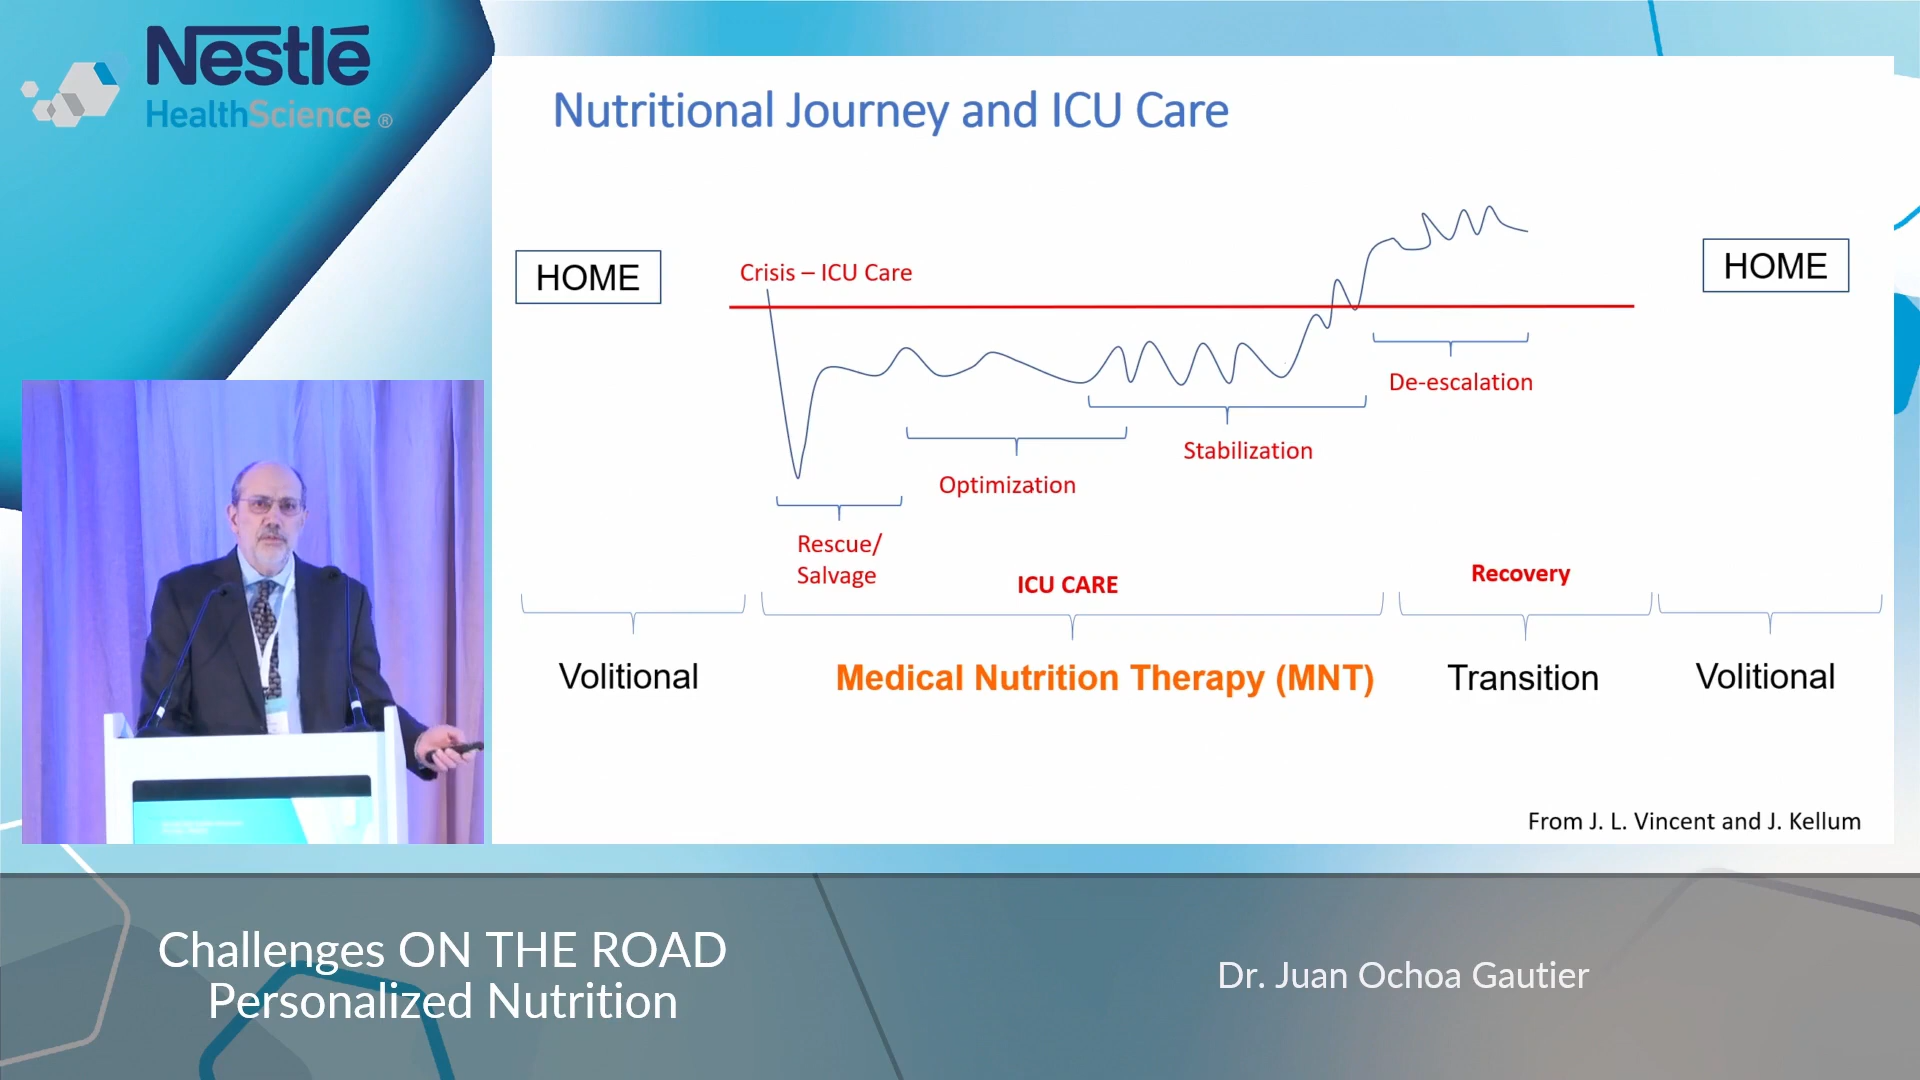 Nestlé
HealthScience ®
Nutritional Journey and ICU Care
HOME
Crisis – ICU Care
HOME
De-escalation
Stabilization
Optimization
Rescue/
Salvage
ICU CARE
Recovery
Volitional
Medical Nutrition Therapy (MNT)
Transition
Volitional
From J. L. Vincent and J. Kellum
Challenges ON THE ROAD
Personalized Nutrition
Dr. Juan Ochoa Gautier